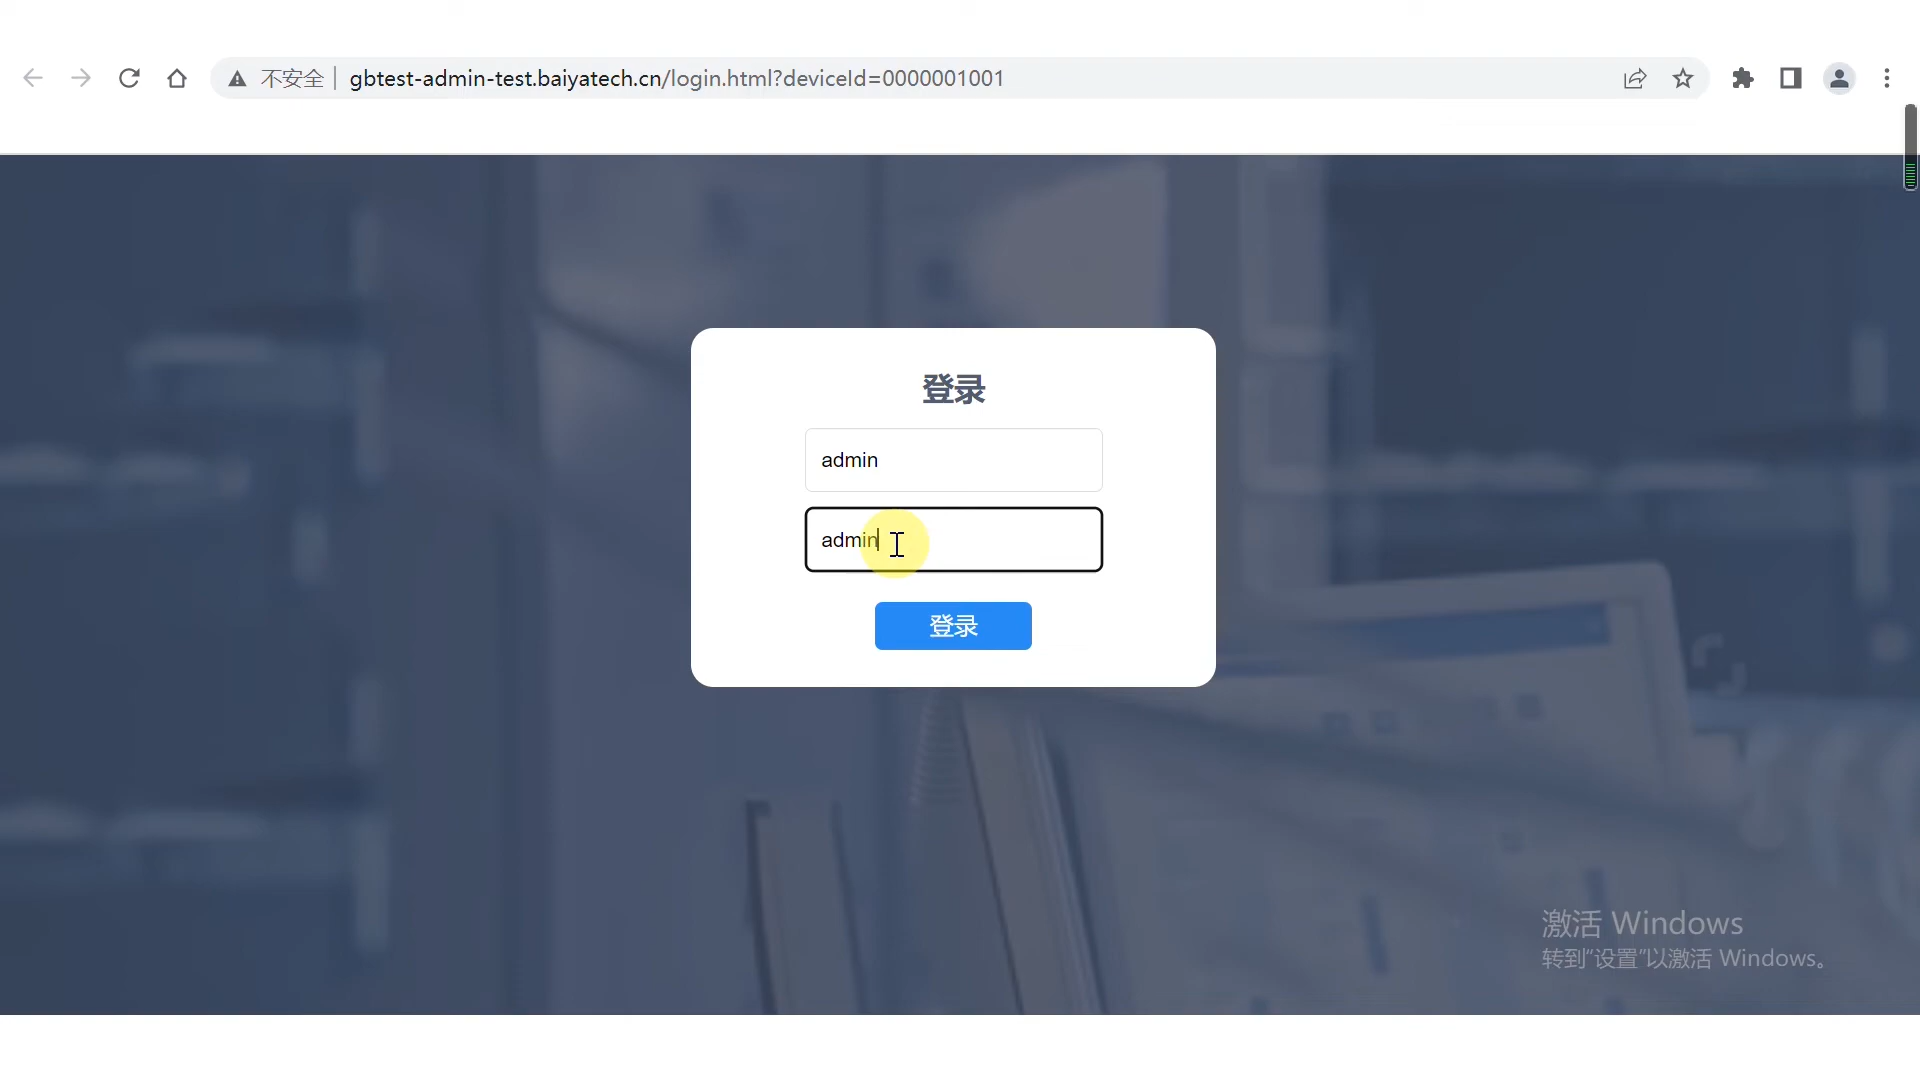 不安全 gbtest-admin-test.baiyatech.cn/login.html?deviceId=0000001001
登录
admin
admin
登录
激活 Windows
转到“设置”以激活 Windows。